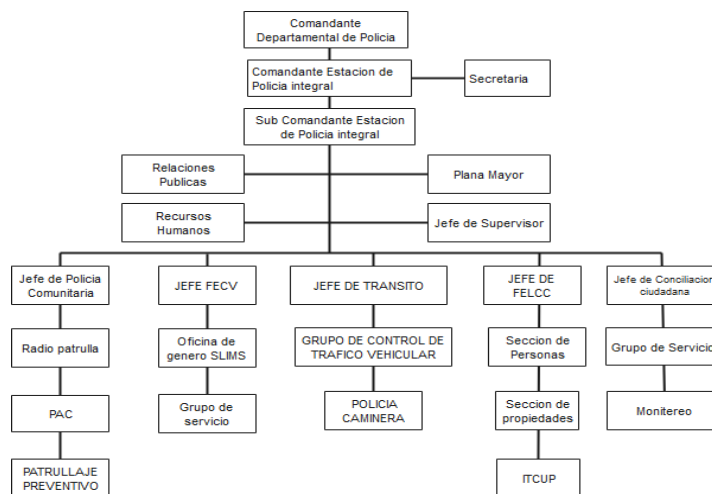 Comandante
Departamental de Policia
Comandante Estacion de
Policia integral
Secretaria
Sub Comandante Estacion
de Policia integral
Relaciones
Publicas
Plana Mayor
Recursos
Humanos
Jefe de Supervisor
Jefe de Policia
Comunitaria
JEFE FECV
JEFE DE TRANSITO
JEFE DE
FELCC
Jefe de Conciliacion
ciudadana
Radio patrulla
Oficina de
genero SLIMS
GRUPO DE CONTROL DE
TRAFICO VEHICULAR
Seccion de
Personas
Grupo de Servicio
PAC
Grupo de
servicio
POLICIA
CAMINERA
Seccion de
propiedades
Monitereo
PATRULLAJE
PREVENTIVO
ITCUP